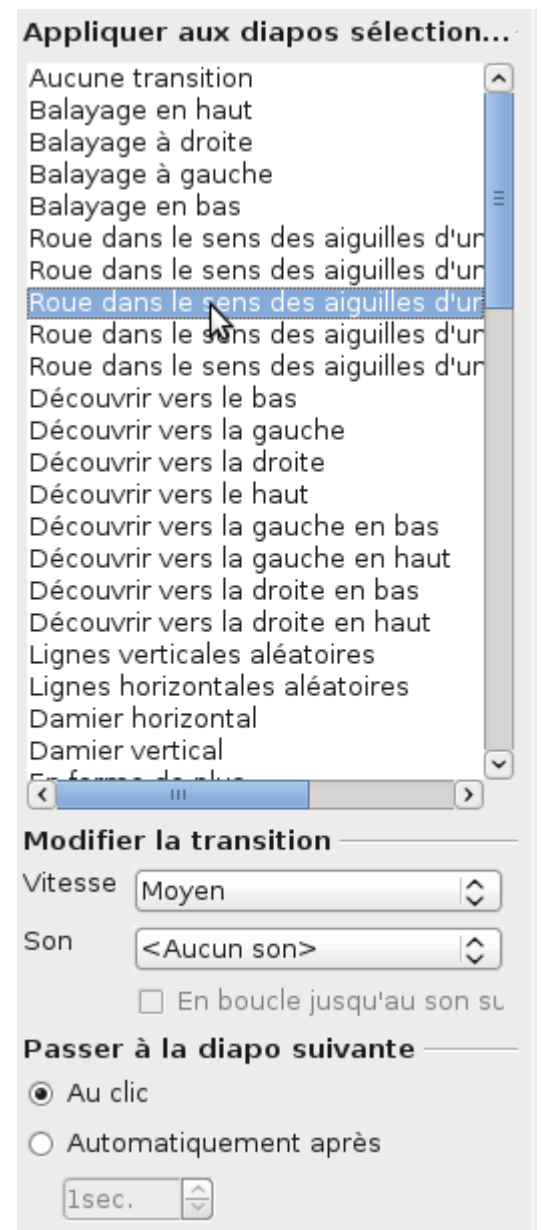 Appliquer aux diapos sélection...
Aucune transition
Balayage en haut
Balayage à droite
Balayage à gauche
Balayage en bas
Roue dans le sens des aiguilles d'un
Roue dans le sens des aiguilles d'un
Roue dans le sens des aiguilles d'un
Roue dans le sens des aiguilles d'un
Roue dans le sens des aiguilles d'un
Découvrir vers le bas
Découvrir vers la gauche
Découvrir vers la droite
Découvrir vers le haut
Découvrir vers la gauche en bas
Découvrir vers la gauche en haut
Découvrir vers la droite en bas
Découvrir vers la droite en haut
Lignes verticales aléatoires
Lignes horizontales aléatoires
Damier horizontal
Damier vertical
En forme de plus
Modifier la transition
Vitesse Moyen
Son <Aucun son>
En boucle jusqu'au son su
Passer à la diapo suivante
Au clic
Automatiquement après
1sec.